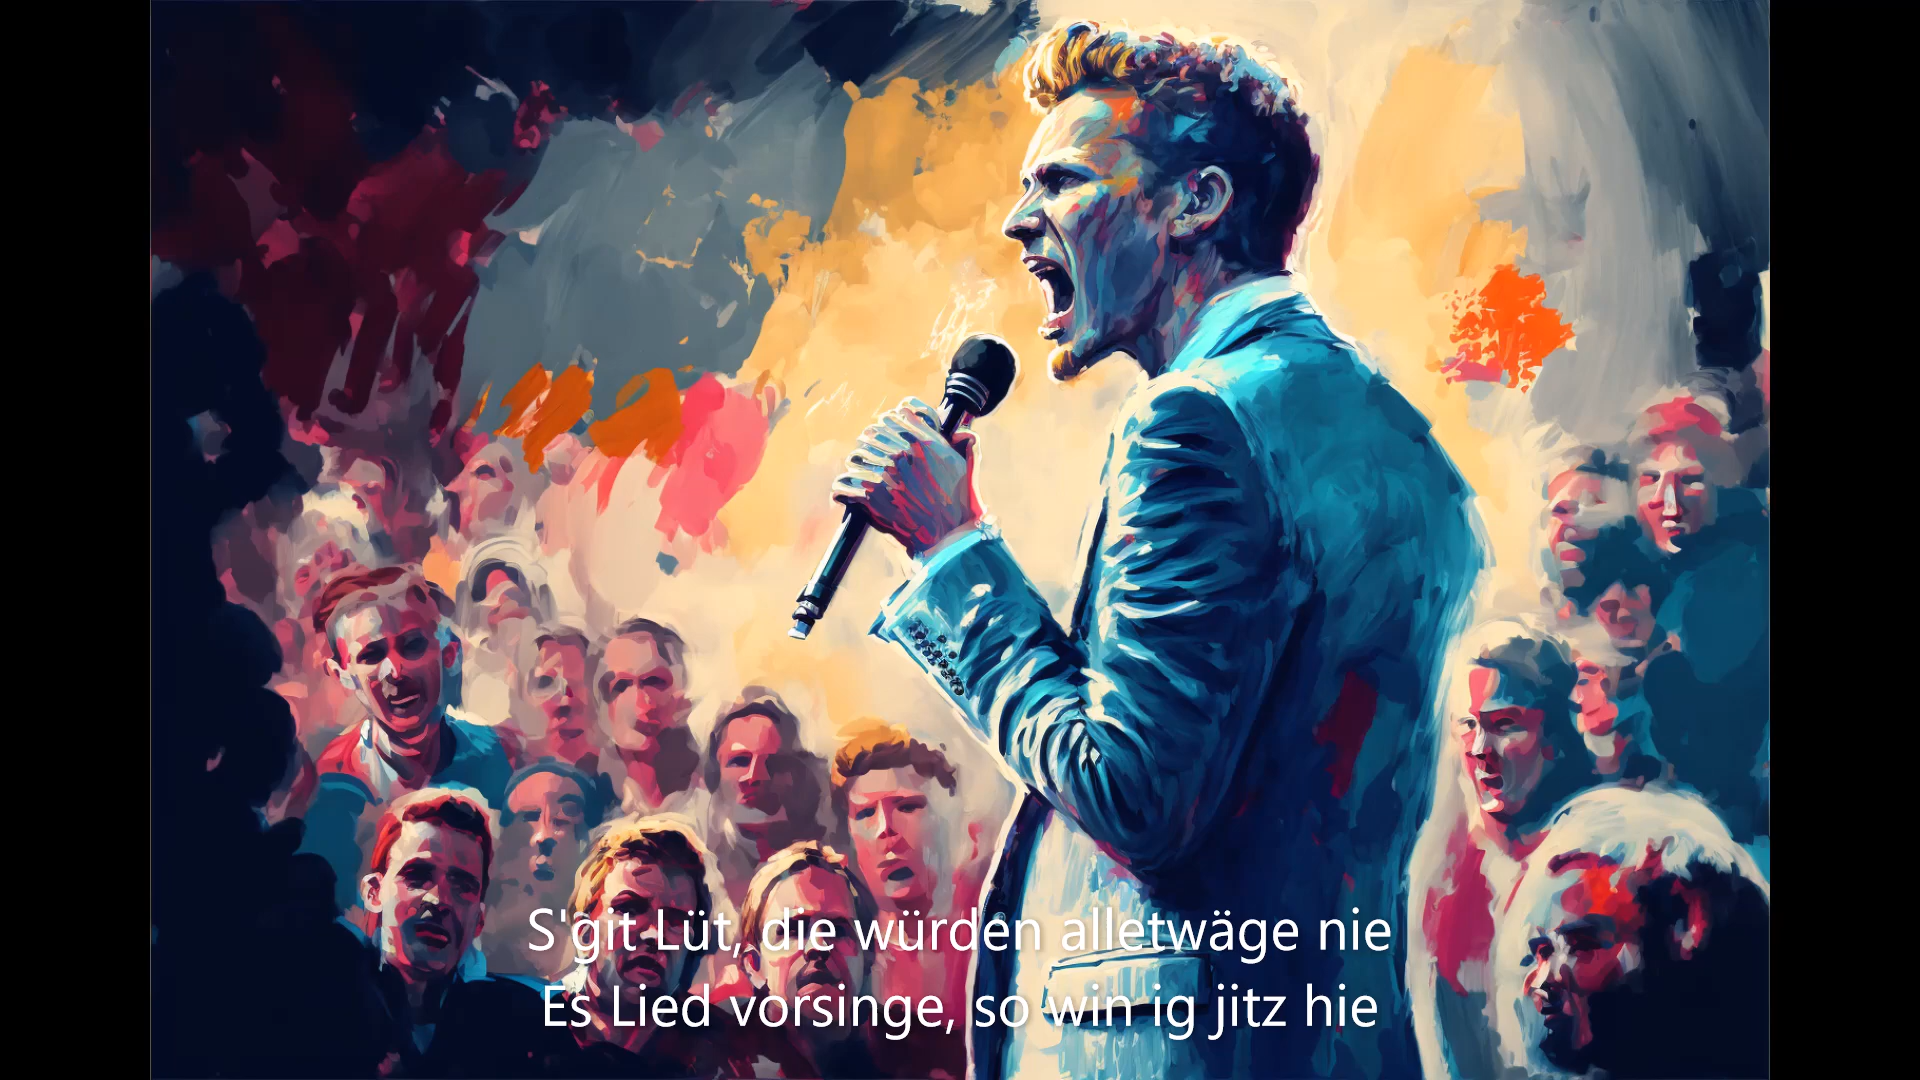 S'git Lüt, die würden alletwäge nie
Es Lied vorsinge, so win ig jitz hie